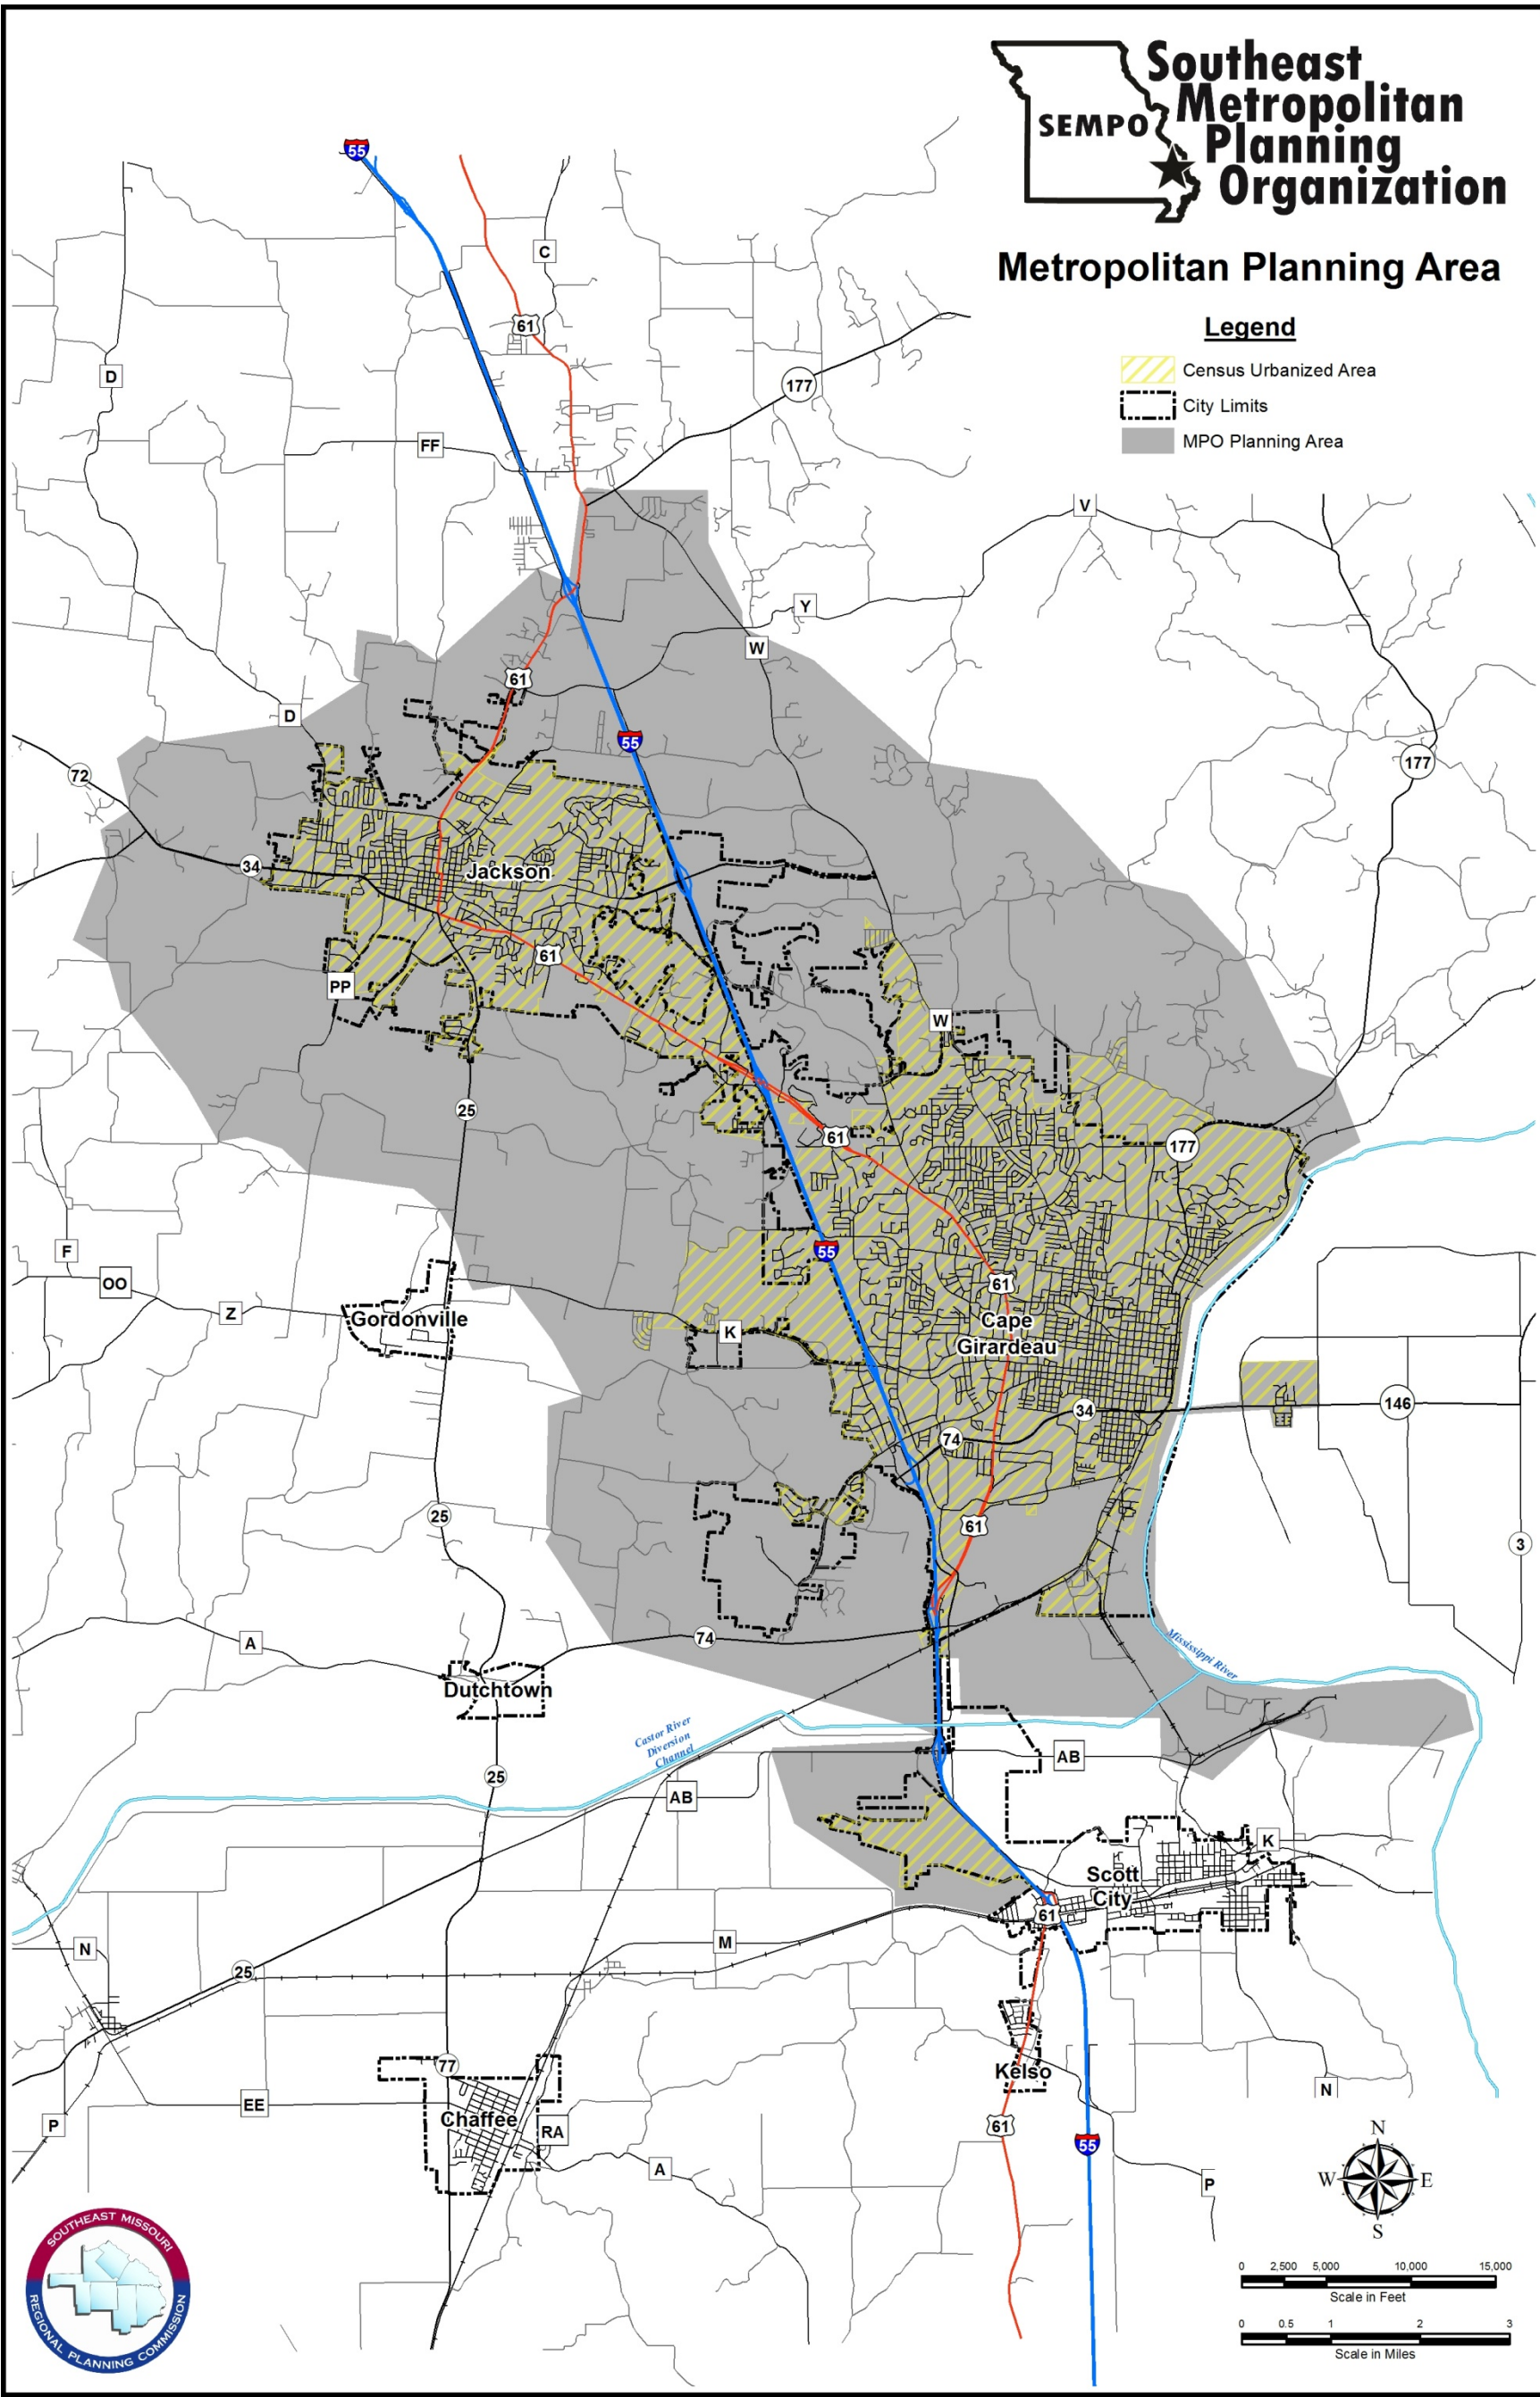 Southeast
Metropolitan
Planning
Organization
SEMPO
Metropolitan Planning Area
Legend
Census Urbanized Area
City Limits
MPO Planning Area
55
C
61
D
177
FF
V
Y
W
61
D
55
72
177
34
Jackson
61
PP
W
25
61
177
F
55
OO
61
Z
Gordonville
Cape
Girardeau
K
146
34
74
25
61
3
A
74
Mississippi River
Dutchtown
Castor River
Diversion
Channel
25
AB
AB
K
Scott
City
61
N
M
25
77
Kelso
N
EE
P
Chaffee
RA
61
55
A
P
N
W
E
S
SOUTHEAST MISSOURI
REGIONAL PLANNING COMMISSION
0 2,500 5,000 10,000 15,000
Scale in Feet
0 0.5 1 2 3
Scale in Miles